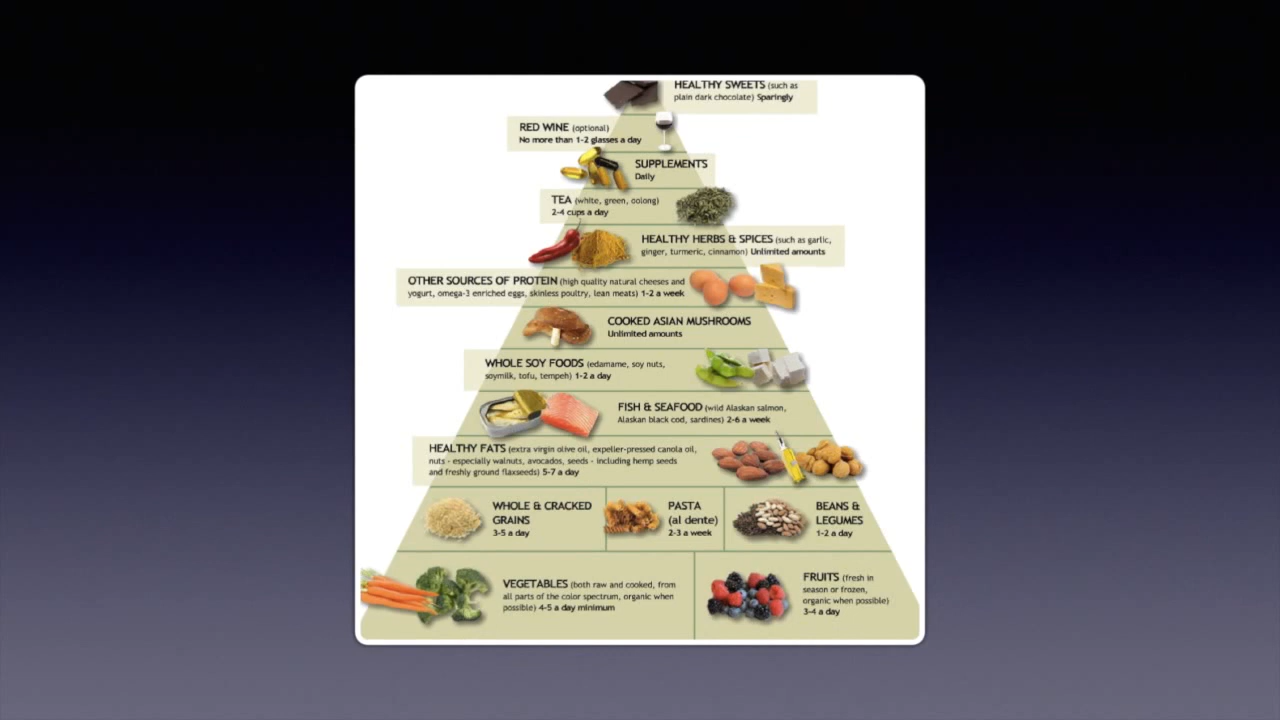 HEALTHY SWEETS (such as
plain dark chocolate) Sparingly
RED WINE (optional)
No more than 1-2 glasses a day
SUPPLEMENTS
Daily
TEA (white, green, oolong)
2-4 cups a day
HEALTHY HERBS & SPICES (such as garlic,
ginger, turmeric, cinnamon) Unlimited amounts
OTHER SOURCES OF PROTEIN (high quality natural cheeses and
yogurt, omega-3 enriched eggs, skinless poultry, lean meats) 1-2 a week
COOKED ASIAN MUSHROOMS
Unlimited amounts
WHOLE SOY FOODS (edamame, soy nuts,
soymilk, tofu, tempeh) 1-2 a day
FISH & SEAFOOD (wild Alaskan salmon,
Alaskan black cod, sardines) 2-6 a week
HEALTHY FATS (extra virgin olive oil, expeller-pressed canola oil,
nuts - especially walnuts, avocados, seeds - including hemp seeds
and freshly ground flaxseeds) 5-7 a day
WHOLE & CRACKED
GRAINS
3-5 a day
PASTA
(al dente)
2-3 a week
BEANS &
LEGUMES
1-2 a day
VEGETABLES (both raw and cooked, from
all parts of the color spectrum, organic when
possible) 4-5 a day minimum
FRUITS (fresh in
season or frozen,
organic when possible)
3-4 a day